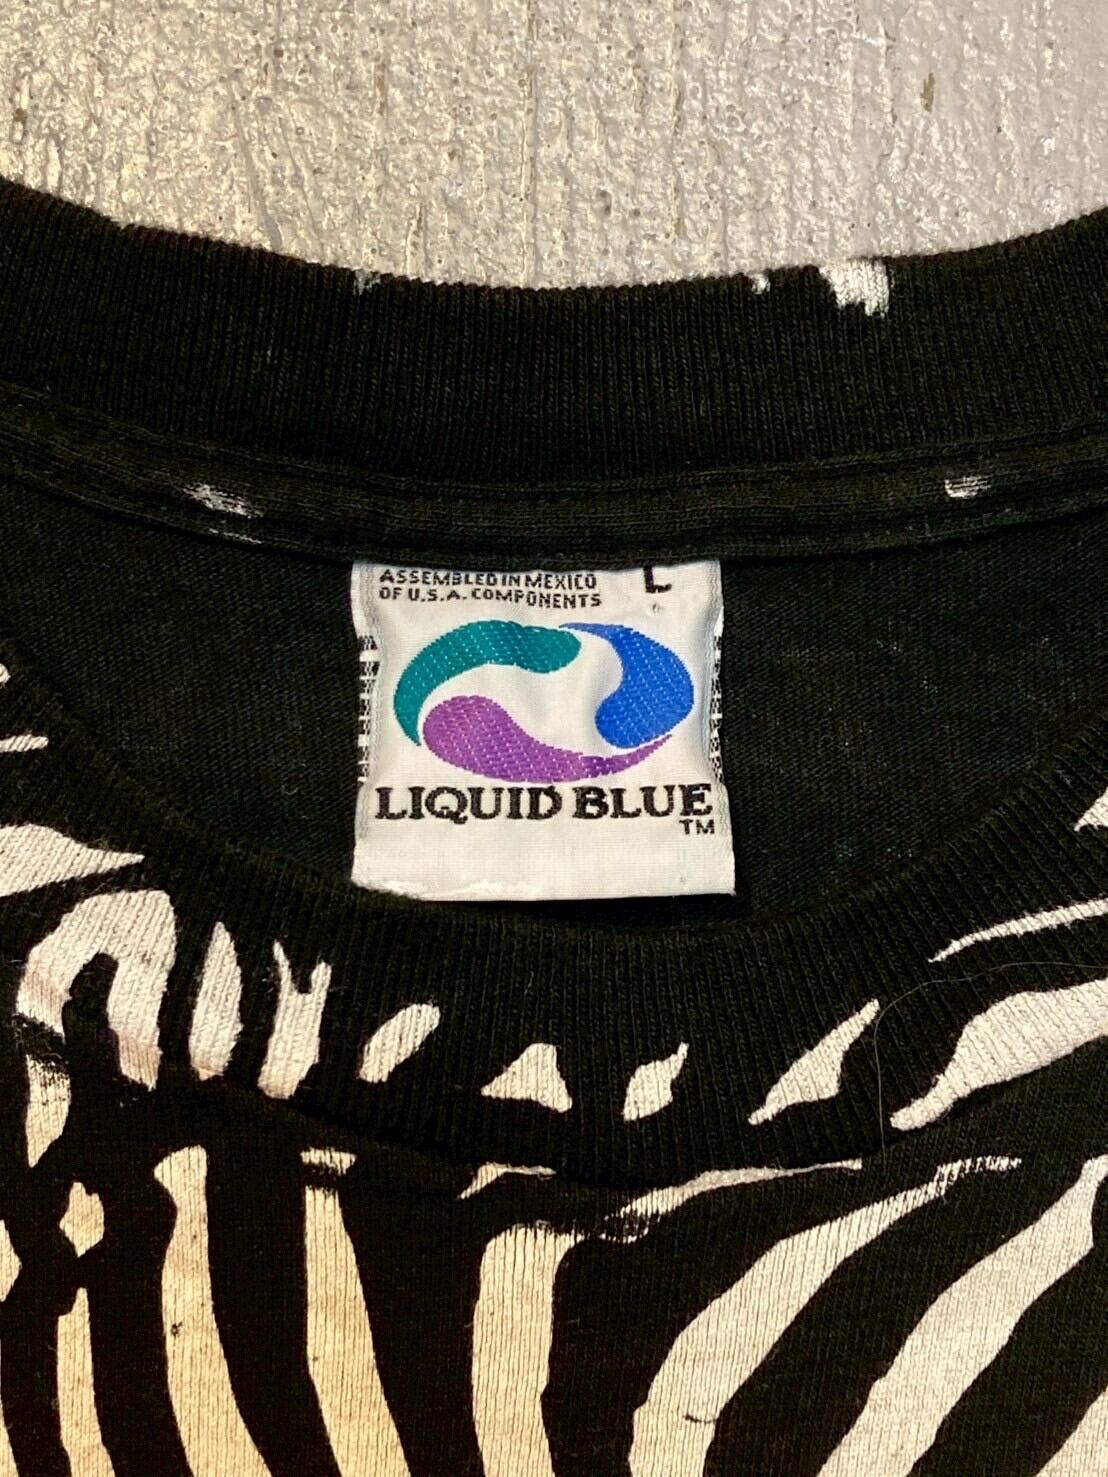 ASSEMBLED IN MEXICO L
OF U.S.A. COMPONENTS
LIQUID BLUE
TM